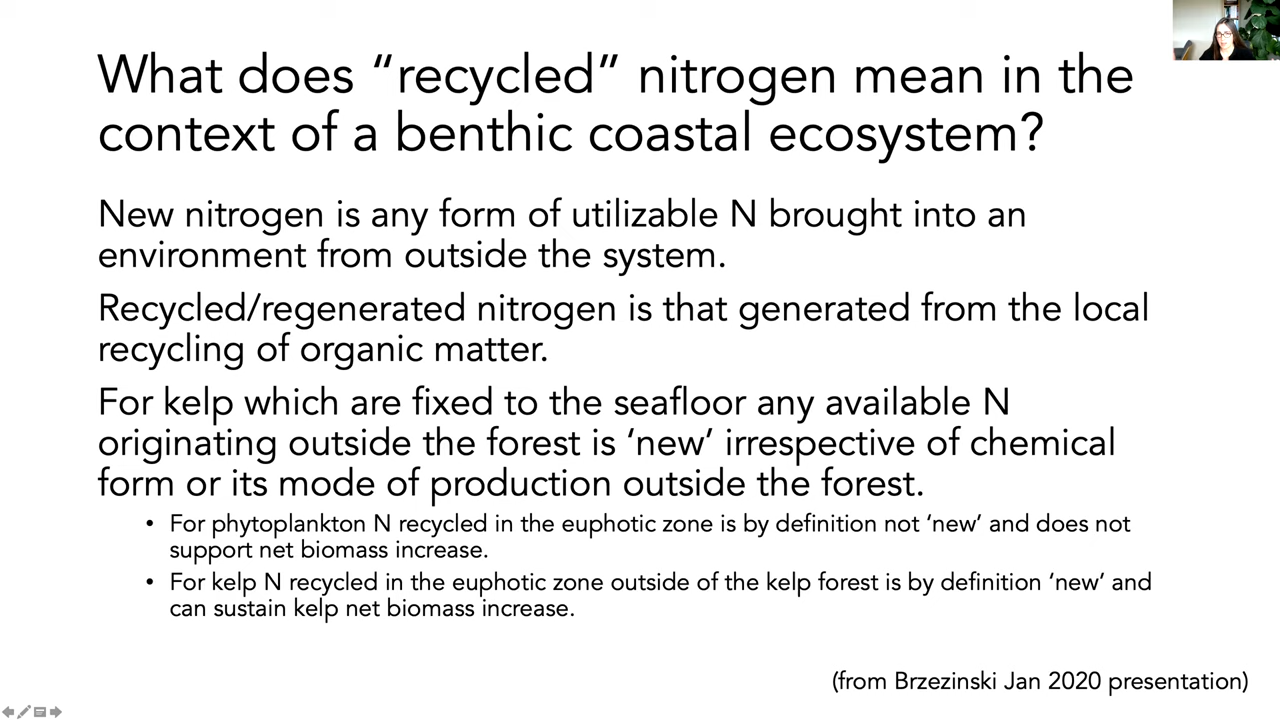 What does “recycled” nitrogen mean in the
context of a benthic coastal ecosystem?
New nitrogen is any form of utilizable N brought into an
environment from outside the system.
Recycled/regenerated nitrogen is that generated from the local
recycling of organic matter.
For kelp which are fixed to the seafloor any available N
originating outside the forest is ‘new’ irrespective of chemical
form or its mode of production outside the forest.
• For phytoplankton N recycled in the euphotic zone is by definition not ‘new’ and does not
support net biomass increase.
• For kelp N recycled in the euphotic zone outside of the kelp forest is by definition ‘new’ and
can sustain kelp net biomass increase.
(from Brzezinski Jan 2020 presentation)